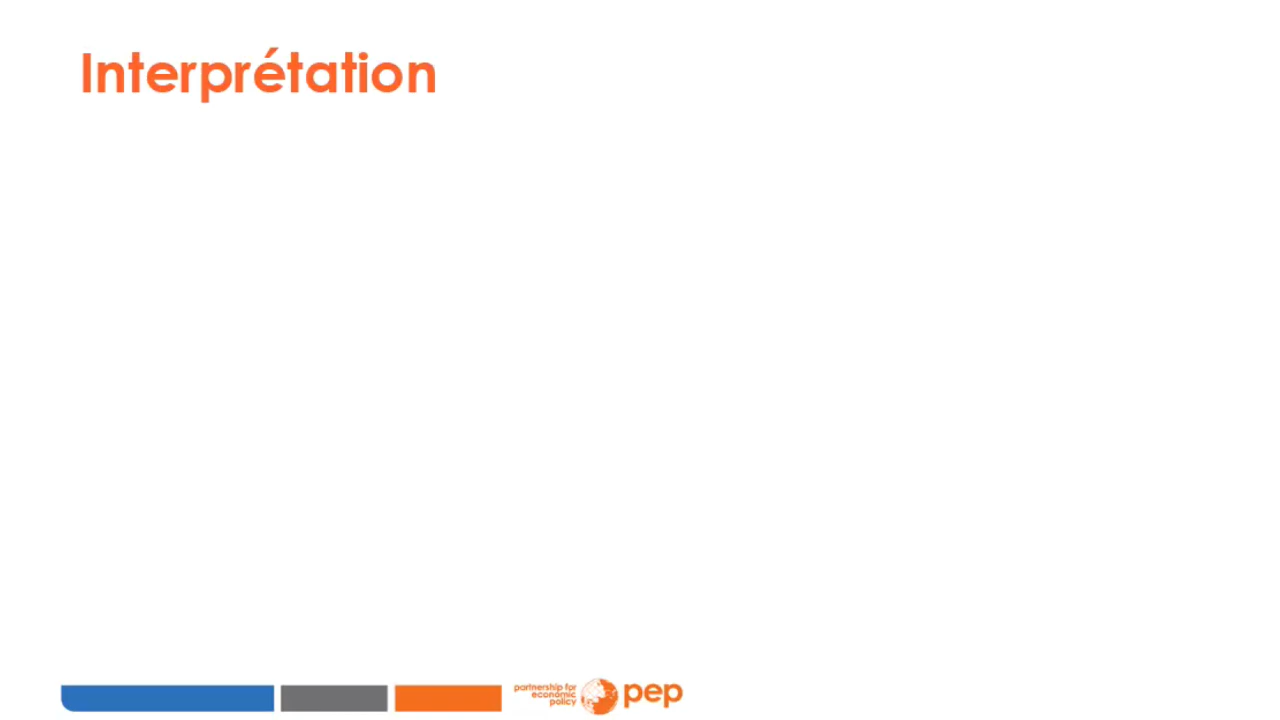 Interprétation
partnership for
economic
policy
pep